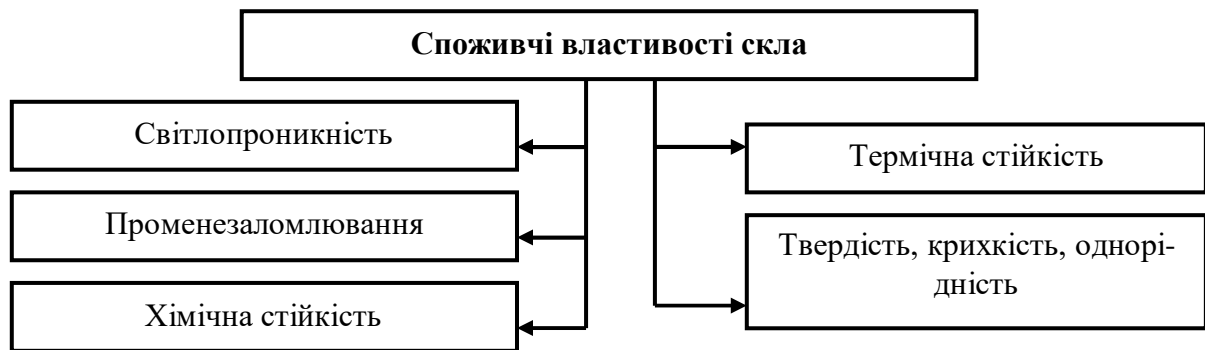 Споживчі властивості скла
Світлопроникність
Променезаломлювання
Хімічна стійкість
Термічна стійкість
Твердість, крихкість, однорі-
дність